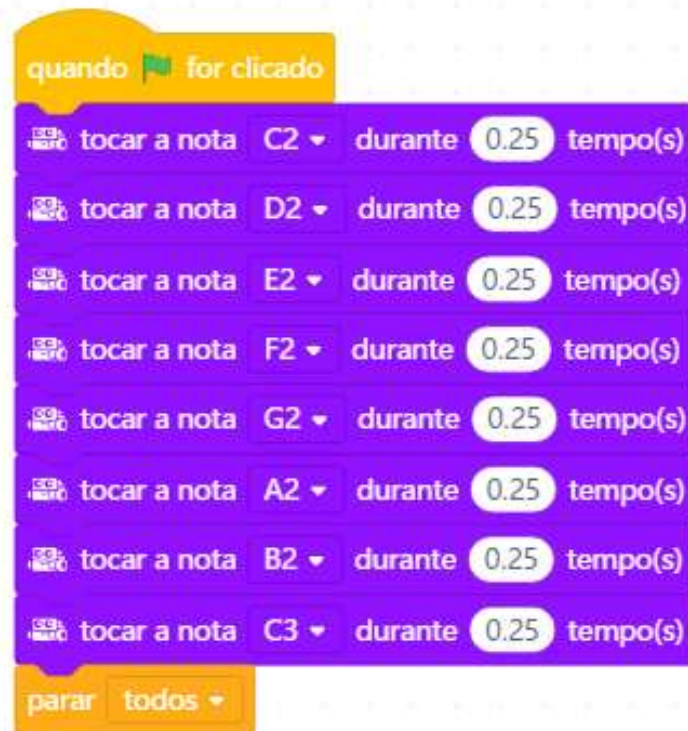 quando for clicado
tocar a nota C2 durante 0.25 tempo(s)
tocar a nota D2 durante 0.25 tempo(s)
tocar a nota E2 durante 0.25 tempo(s)
tocar a nota F2 durante 0.25 tempo(s)
tocar a nota G2 durante 0.25 tempo(s)
tocar a nota A2 durante 0.25 tempo(s)
tocar a nota B2 durante 0.25 tempo(s)
tocar a nota C3 durante 0.25 tempo(s)
parar todos